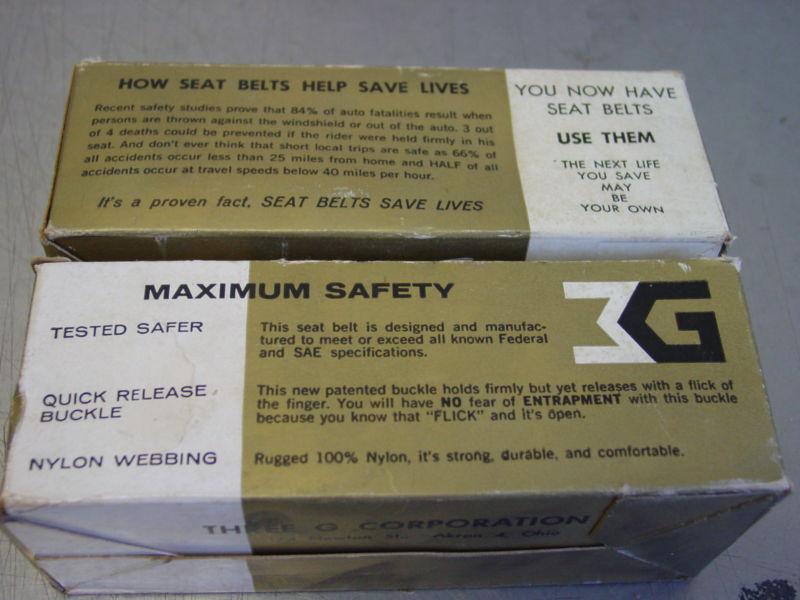 HOW SEAT BELTS HELP SAVE LIVES
Recent safety studies prove that 84% of auto fatalities result when
persons are thrown against the windshield or out of the auto. 3 out
of 4 deaths could be prevented if the rider were held firmly in his
seat. And don't ever think that short local trips are safe as 66% of
all accidents occur less than 25 miles from home and HALF of all
accidents occur at travel speeds below 40 miles per hour.
It's a proven fact, SEAT BELTS SAVE LIVES
YOU NOW HAVE
SEAT BELTS
USE THEM
THE NEXT LIFE
YOU SAVE
MAY
BE
YOUR OWN
MAXIMUM SAFETY
3G
TESTED SAFER
This seat belt is designed and manufac-
tured to meet or exceed all known Federal
and SAE specifications.
QUICK RELEASE
BUCKLE
This new patented buckle holds firmly but yet releases with a flick of
the finger. You will have NO fear of ENTRAPMENT with this buckle
because you know that "FLICK" and it's open.
NYLON WEBBING
Rugged 100% Nylon, it's strong, durable, and comfortable.
THREE G CORPORATION
Newton St., Akron Ohio